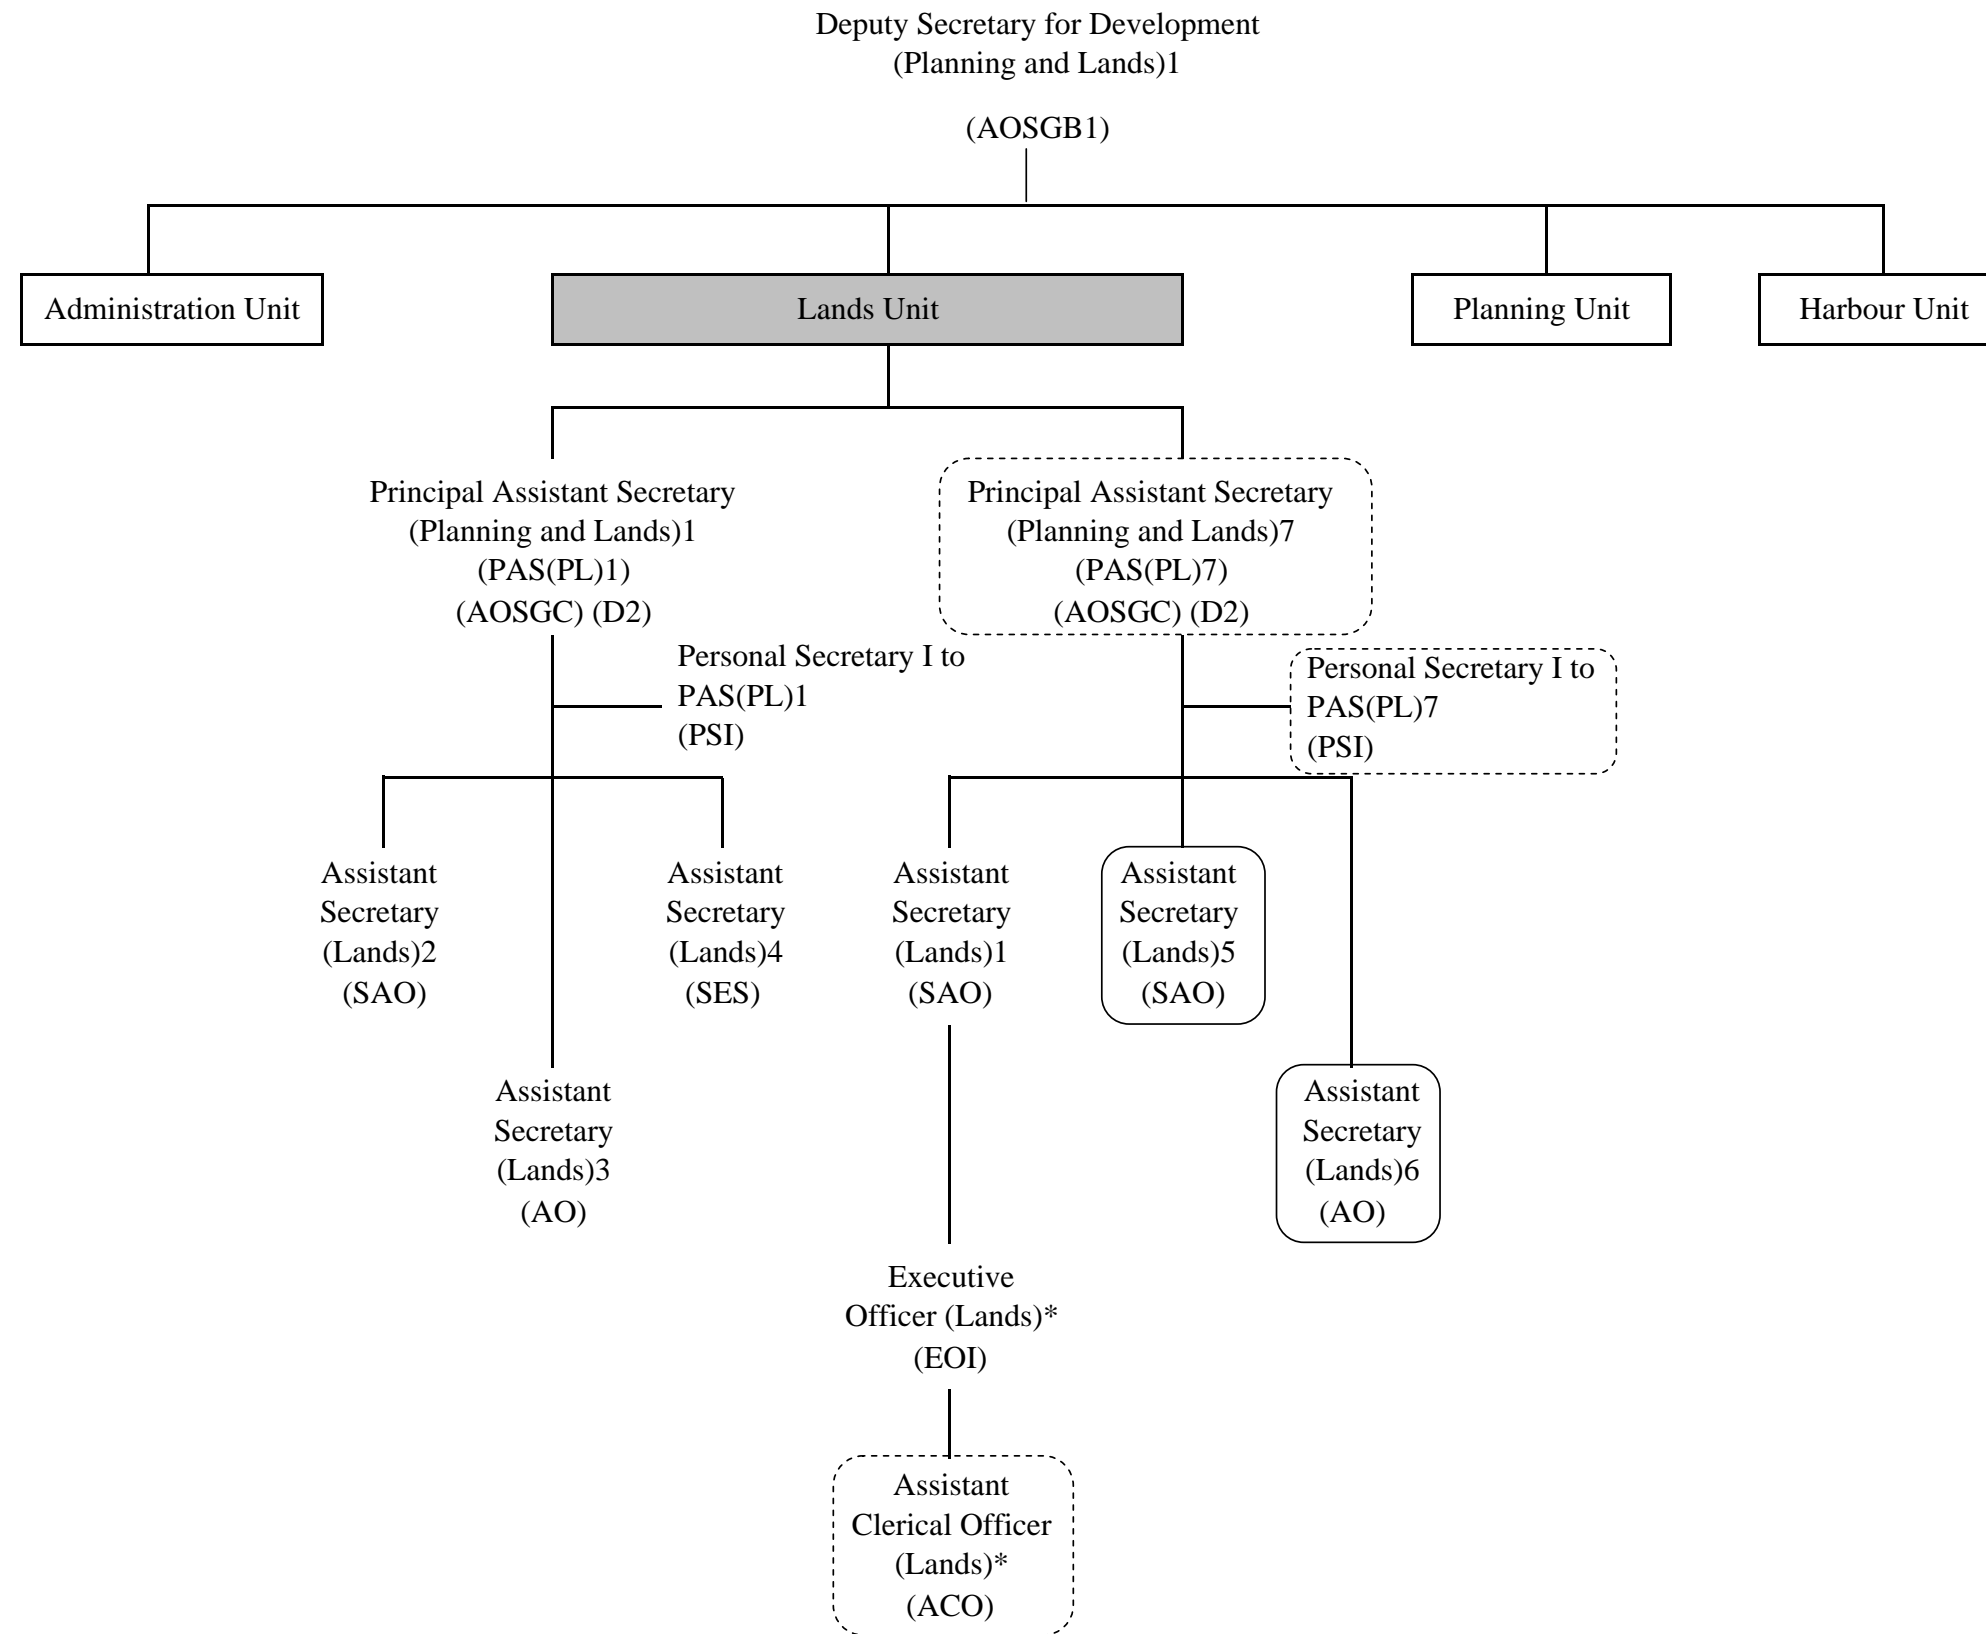 Deputy Secretary for Development
(Planning and Lands)1
(AOSGB1)
Administration Unit
Lands Unit
Planning Unit
Harbour Unit
Principal Assistant Secretary
(Planning and Lands)1
(PAS(PL)1)
(AOSGC) (D2)
Principal Assistant Secretary
(Planning and Lands)7
(PAS(PL)7)
(AOSGC) (D2)
Personal Secretary I to
PAS(PL)1
(PSI)
Personal Secretary I to
PAS(PL)7
(PSI)
Assistant
Secretary
(Lands)2
(SAO)
Assistant
Secretary
(Lands)4
(SES)
Assistant
Secretary
(Lands)1
(SAO)
Assistant
Secretary
(Lands)5
(SAO)
Assistant
Secretary
(Lands)3
(AO)
Assistant
Secretary
(Lands)6
(AO)
Executive
Officer (Lands)*
(EOI)
Assistant
Clerical Officer
(Lands)*
(ACO)